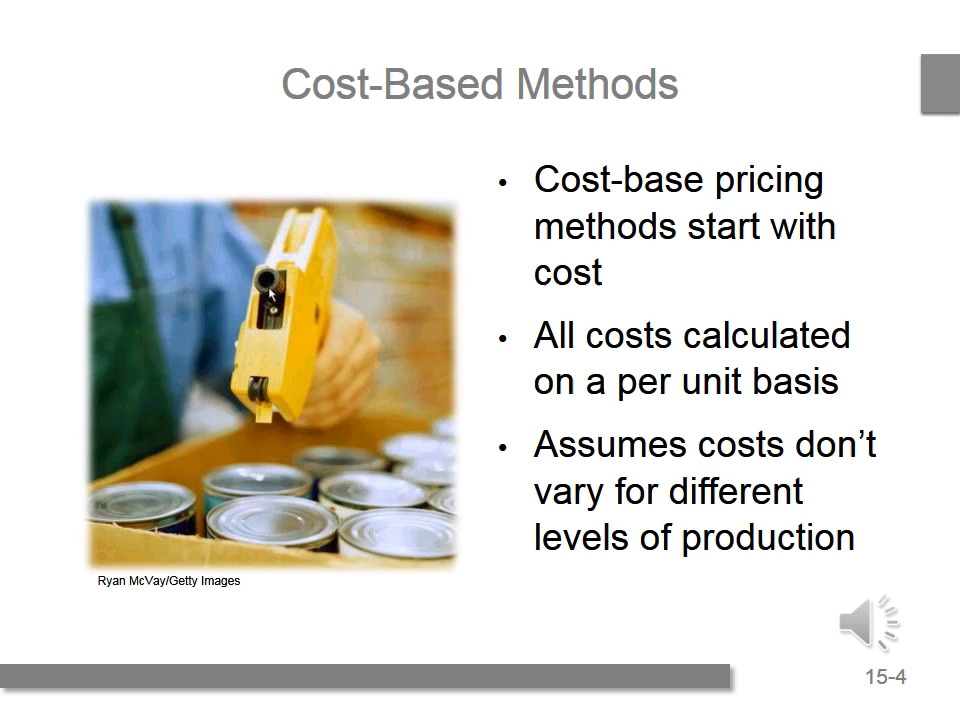 Cost-Based Methods
• Cost-base pricing
methods start with
cost
• All costs calculated
on a per unit basis
• Assumes costs don’t
vary for different
levels of production
Ryan McVay/Getty Images
15-4